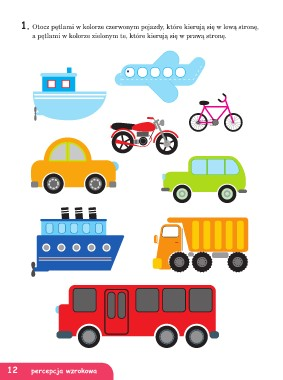 1. Otocz pętlami w kolorze czerwonym pojazdy, które kierują się w lewą stronę,
a pętlami w kolorze zielonym te, które kierują się w prawą stronę.
12 percepcja wzrokowa